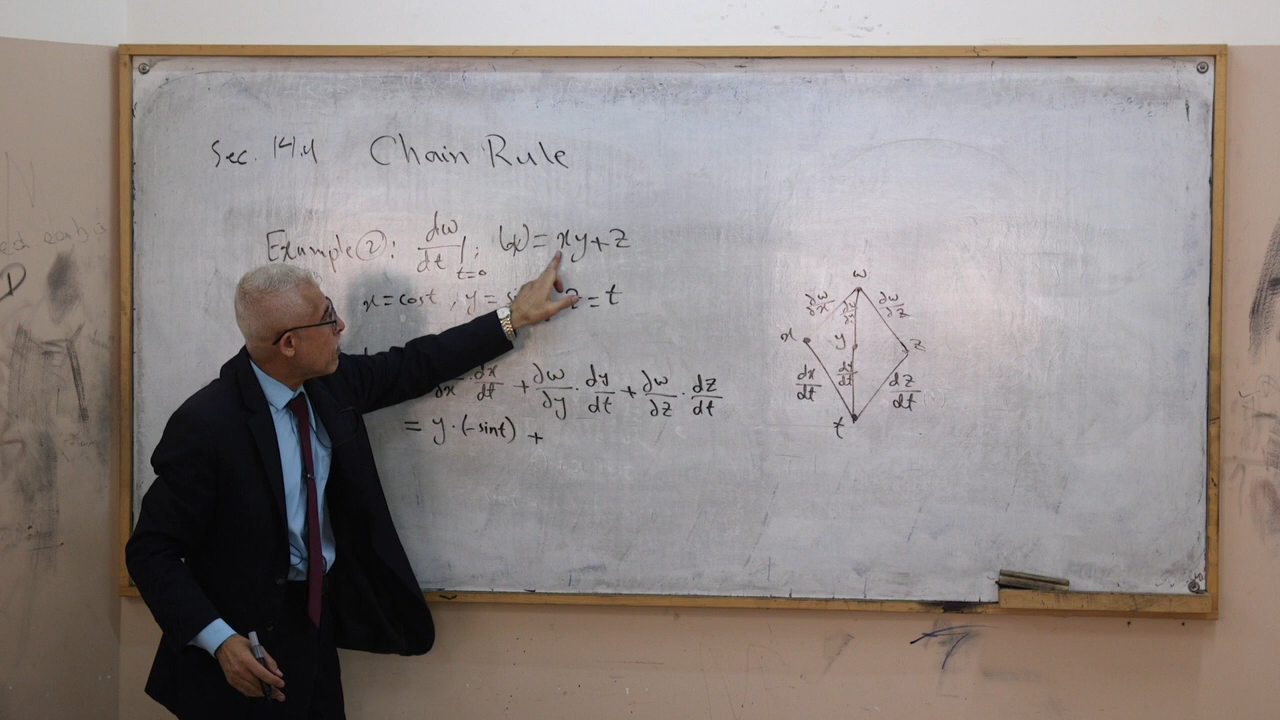 Sec. 14.4 Chain Rule
Example ②: dw/dt |t=0 ; w = xy+z
x = cost , y = si z = t
∂x · dx/dt + ∂w/∂y · dy/dt + ∂w/∂z · dz/dt
= y·(-sint) +
w
∂w/∂x ∂w/∂y ∂w/∂z
x y z
dx/dt dy/dt dz/dt
t